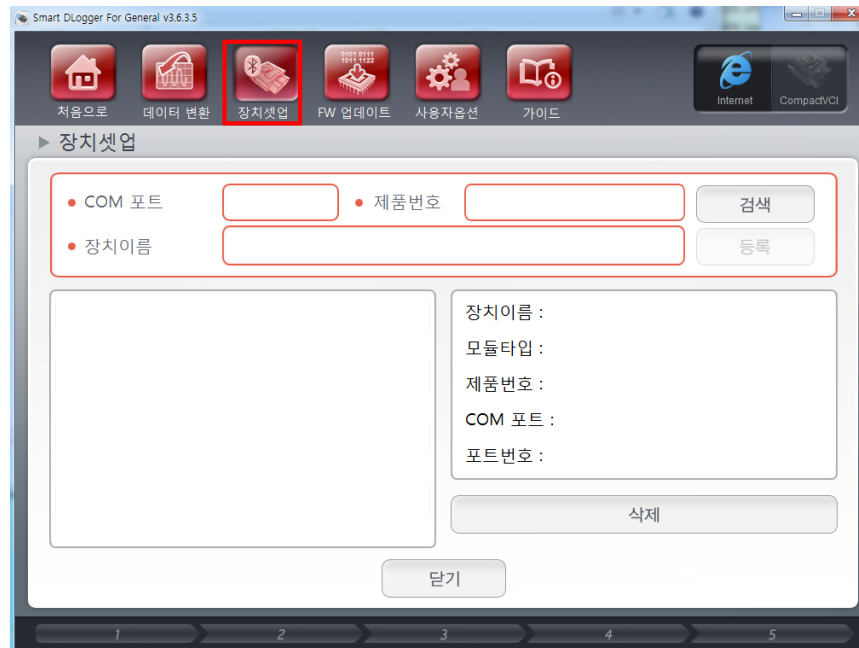 Smart DLogger For General v3.6.3.5
0101 0111
1011 1122
처음으로 데이터 변환 장치셋업 FW 업데이트 사용자옵션 가이드 Internet CompactVCI
장치셋업
COM 포트 제품번호 검색
장치이름 등록
장치이름 :
모듈타입 :
제품번호 :
COM 포트 :
포트번호 :
삭제
닫기
1 2 3 4 5